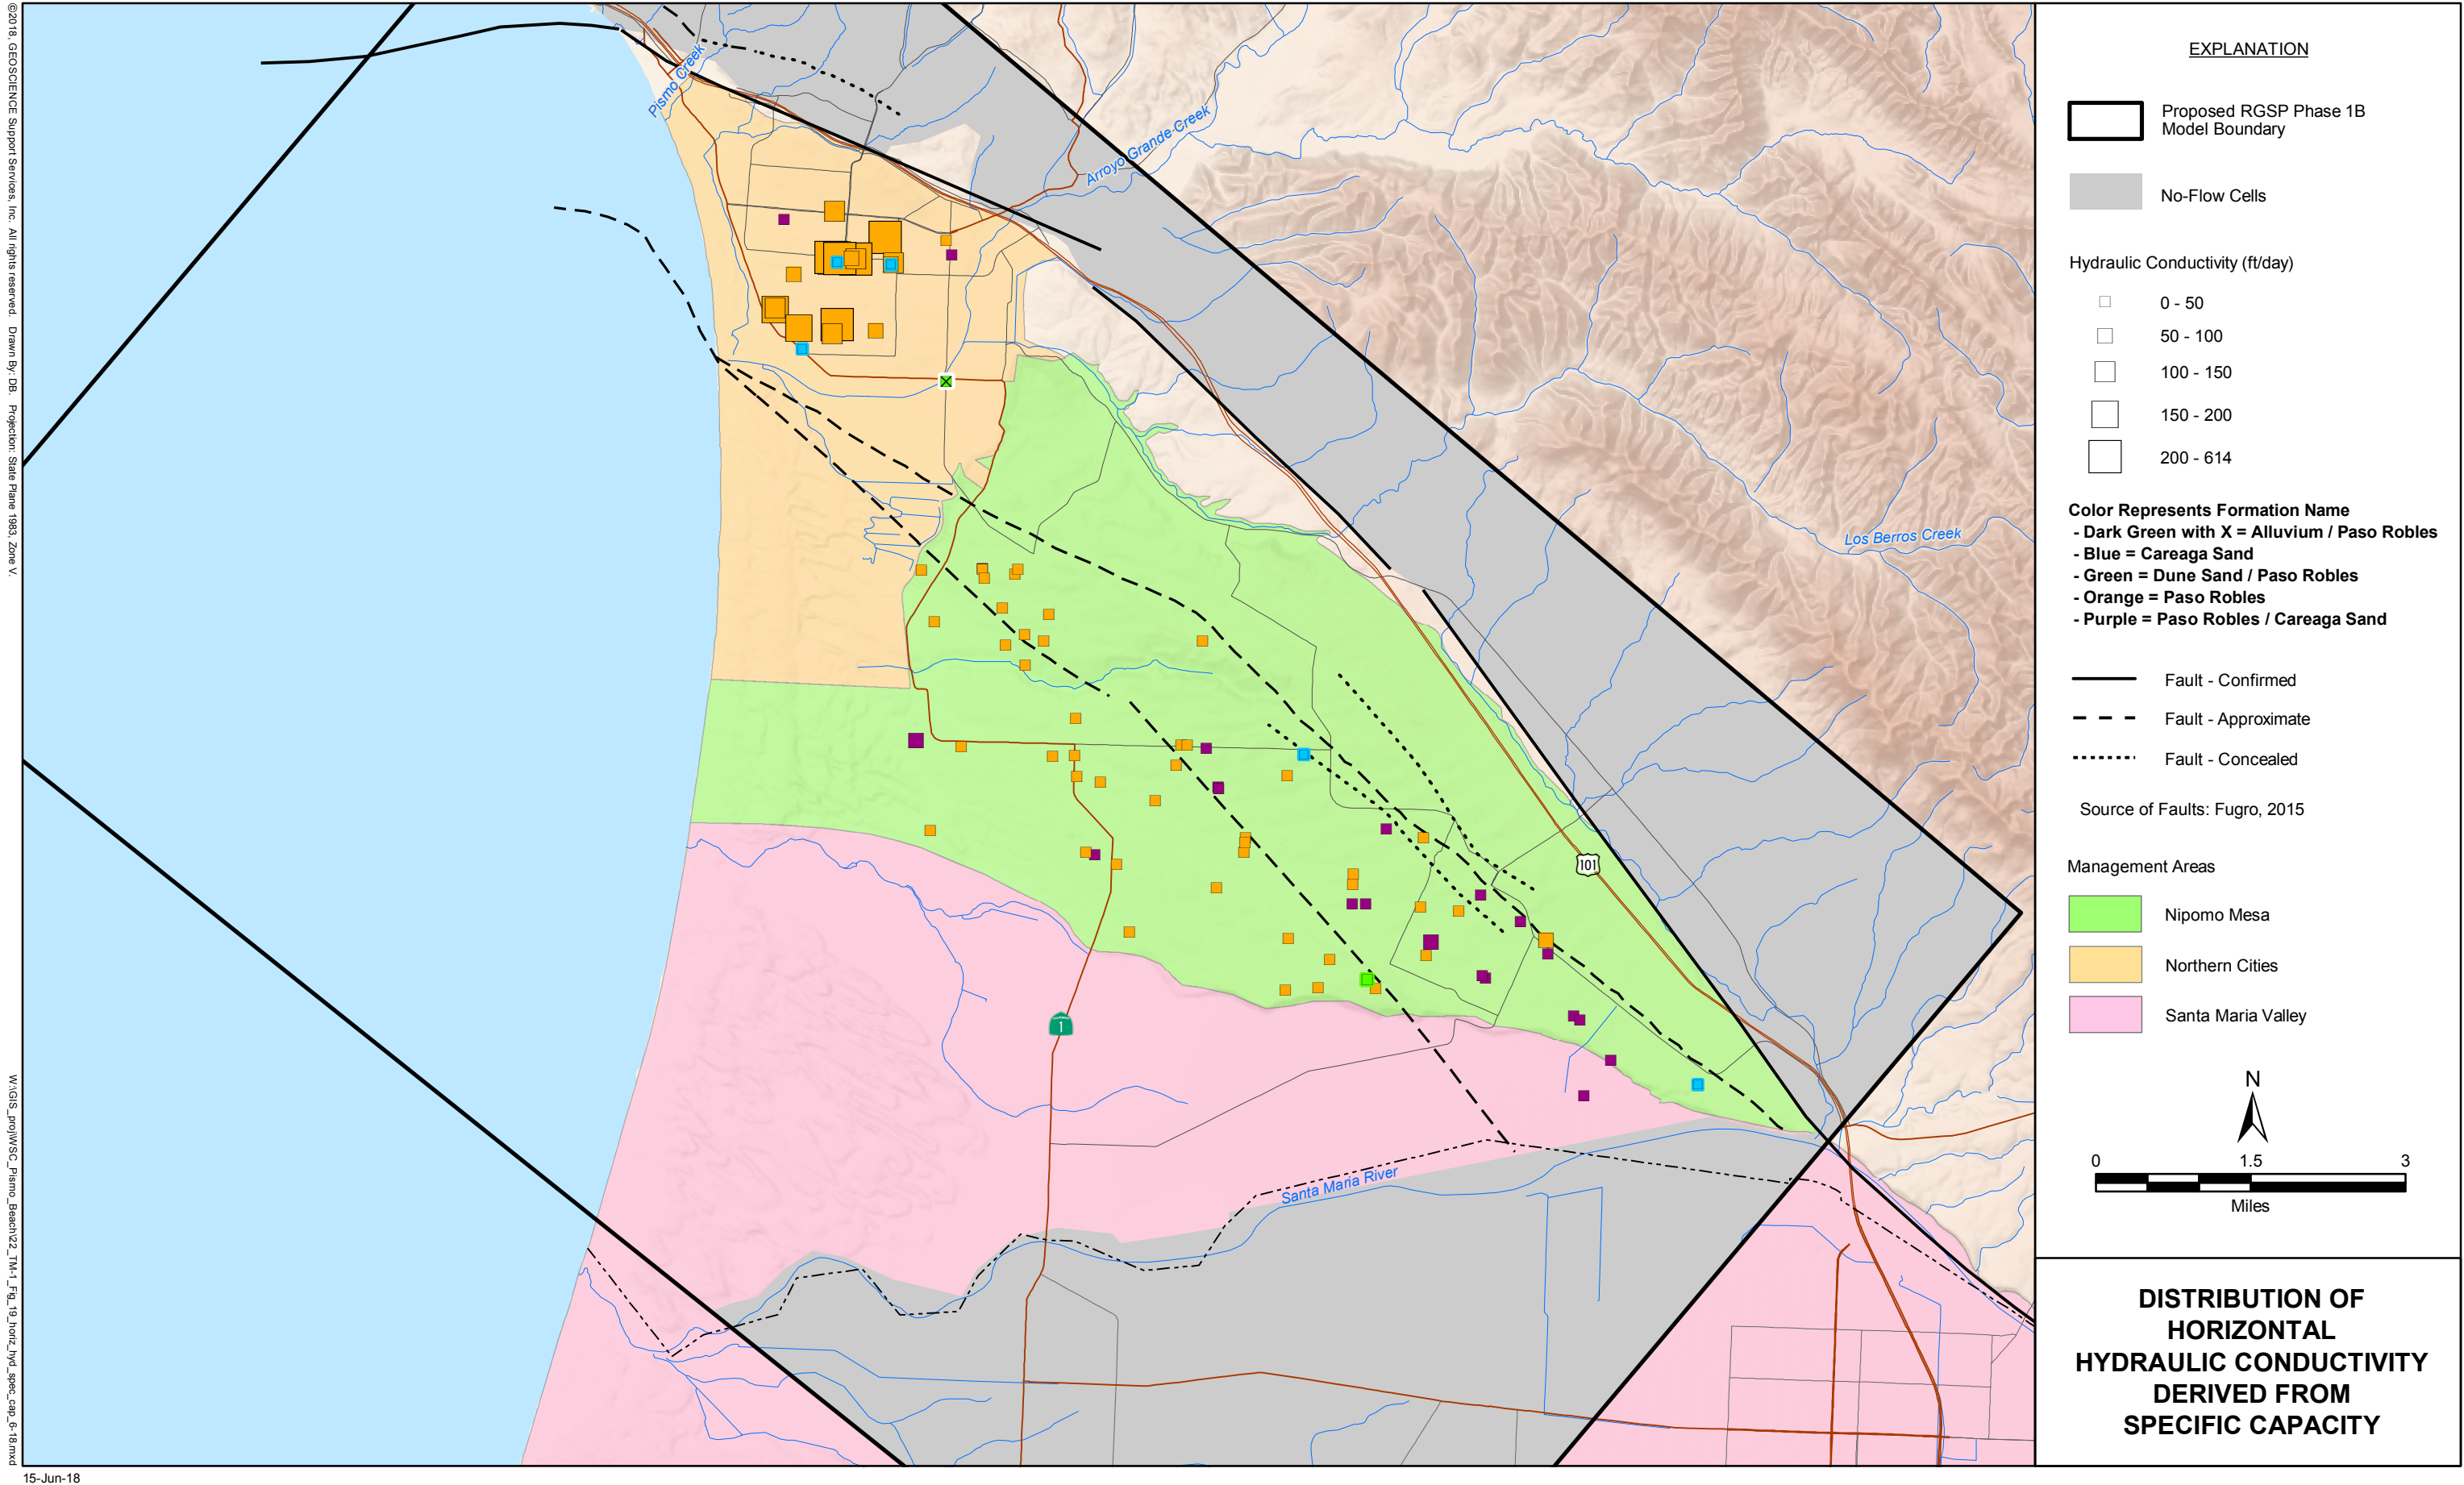 ©2018, GEOSCIENCE Support Services, Inc. All rights reserved. Drawn By: DB. Projection: State Plane 1983, Zone V.
W:\GIS_proj\WSC_Pismo_Beach\22_TM-1_Fig_19_horiz_hyd_spec_cap_6-18.mxd
15-Jun-18
Pismo Creek
Arroyo Grande Creek
Los Berros Creek
101
1
Santa Maria River
EXPLANATION
Proposed RGSP Phase 1B
Model Boundary
No-Flow Cells
Hydraulic Conductivity (ft/day)
0 - 50
50 - 100
100 - 150
150 - 200
200 - 614
Color Represents Formation Name
- Dark Green with X = Alluvium / Paso Robles
- Blue = Careaga Sand
- Green = Dune Sand / Paso Robles
- Orange = Paso Robles
- Purple = Paso Robles / Careaga Sand
Fault - Confirmed
Fault - Approximate
Fault - Concealed
Source of Faults: Fugro, 2015
Management Areas
Nipomo Mesa
Northern Cities
Santa Maria Valley
N
0 1.5 3
Miles
DISTRIBUTION OF
HORIZONTAL
HYDRAULIC CONDUCTIVITY
DERIVED FROM
SPECIFIC CAPACITY